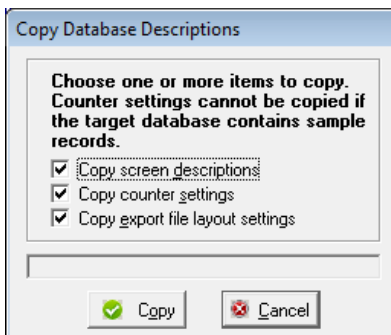 Copy Database Descriptions
Choose one or more items to copy.
Counter settings cannot be copied if
the target database contains sample
records.
Copy screen descriptions
Copy counter settings
Copy export file layout settings
Copy
Cancel